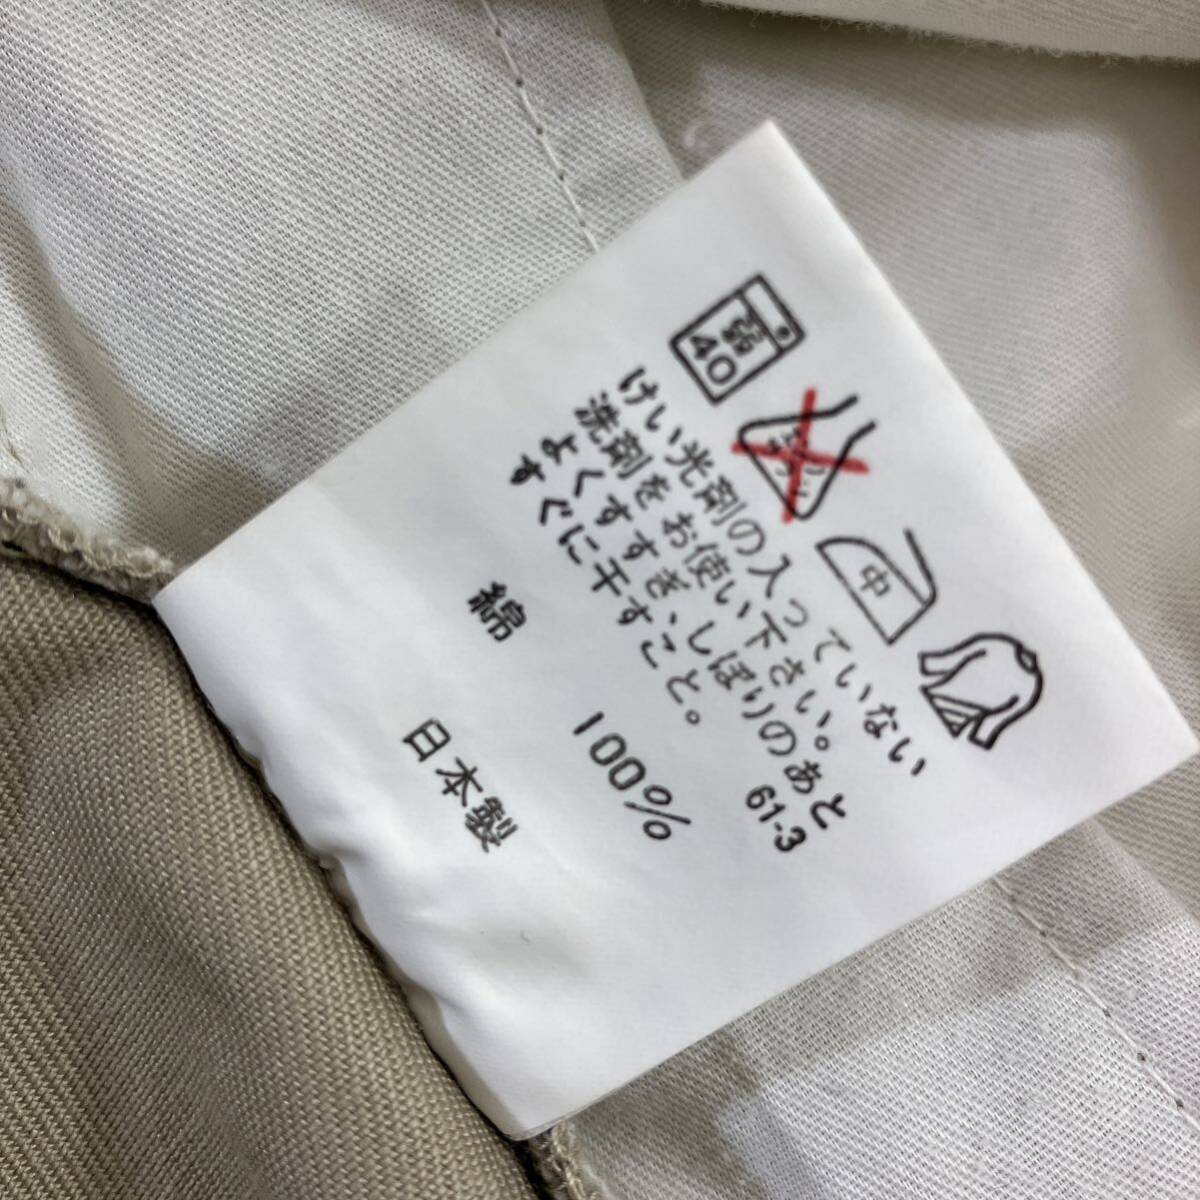 弱
40
中
けい光剤の入っていない
洗剤をお使い下さい。
よくすすぎ、しぼりのあと
すぐに干すこと。
61-3
綿 100%
日本製